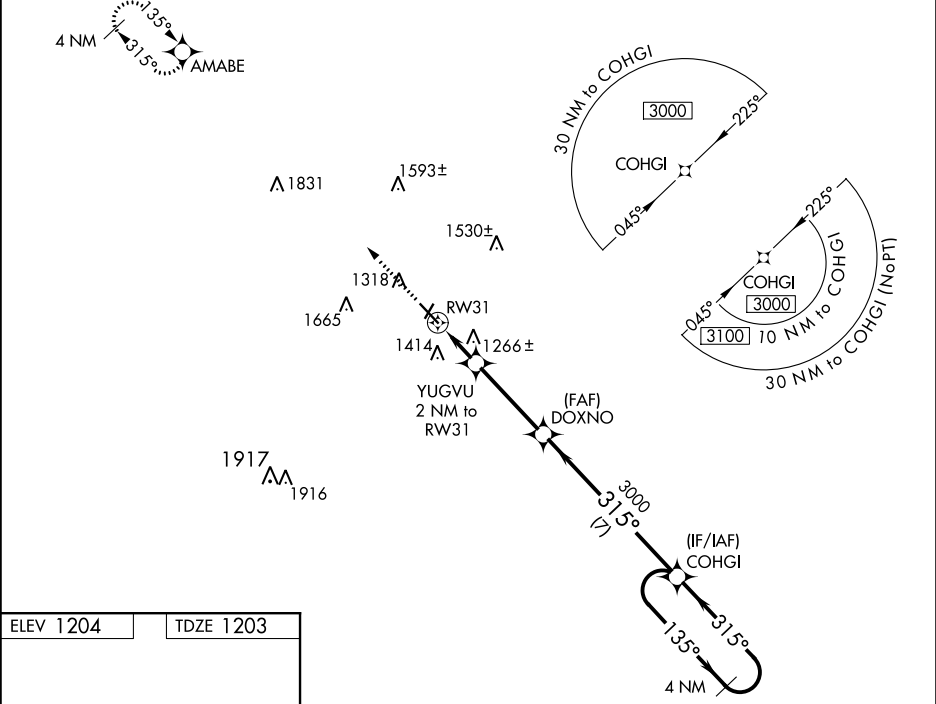 135°
4 NM
315°
AMABE
30 NM to COHGI
3000
225°
COHGI
045°
1831
1593±
1530±
225°
COHGI
3000
045°
3100
10 NM to COHGI
30 NM to COHGI (NoPT)
1318
1665
RW31
1414
1266±
YUGVU
2 NM to
RW31
(FAF)
DOXNO
1917
1916
3000
315°
(7)
(IF/IAF)
COHGI
135°
315°
4 NM
ELEV 1204
TDZE 1203